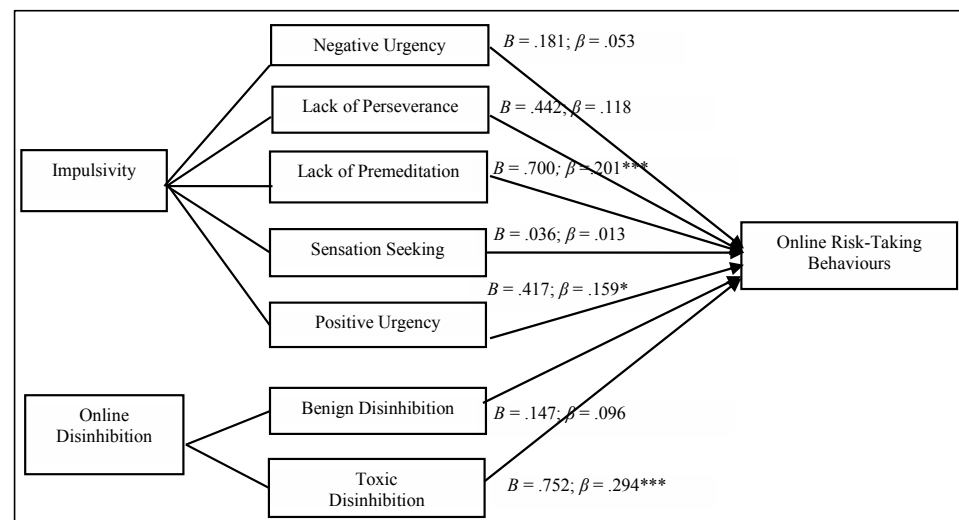 Negative Urgency
B = .181; β = .053
Lack of Perseverance
B = .442; β = .118
Impulsivity
Lack of Premeditation
B = .700; β =.201***
Sensation Seeking
B = .036; β = .013
Online Risk-Taking
Behaviours
B = .417; β = .159*
Positive Urgency
Online
Disinhibition
Benign Disinhibition
B = .147; β = .096
Toxic
Disinhibition
B = .752; β = .294***